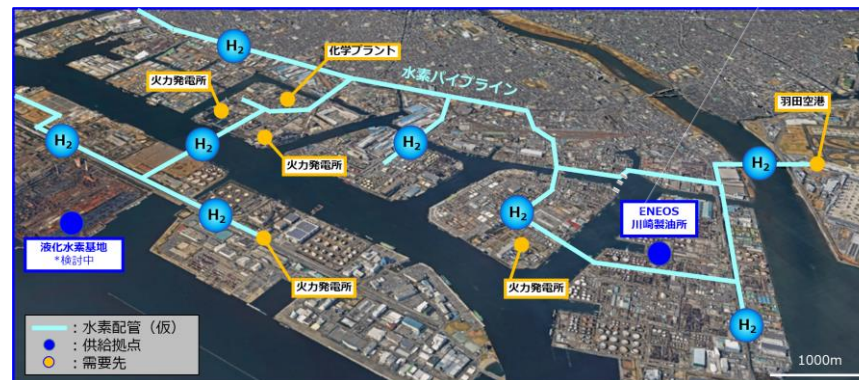 H₂
化学プラント
火力発電所
水素パイプライン
羽田空港
H₂
H₂
H₂
火力発電所
H₂
H₂
H₂
ENEOS
川崎製油所
液化水素基地
*検討中
火力発電所
火力発電所
H₂
：水素配管（仮）
：供給拠点
：需要先
1000m